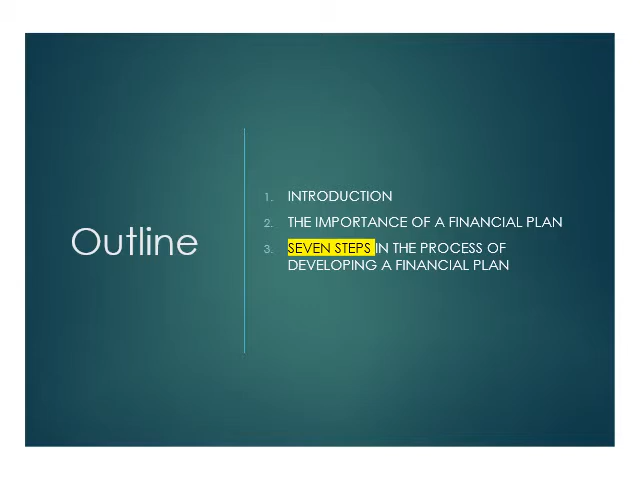 Outline
1. INTRODUCTION
2. THE IMPORTANCE OF A FINANCIAL PLAN
3. SEVEN STEPS IN THE PROCESS OF
DEVELOPING A FINANCIAL PLAN